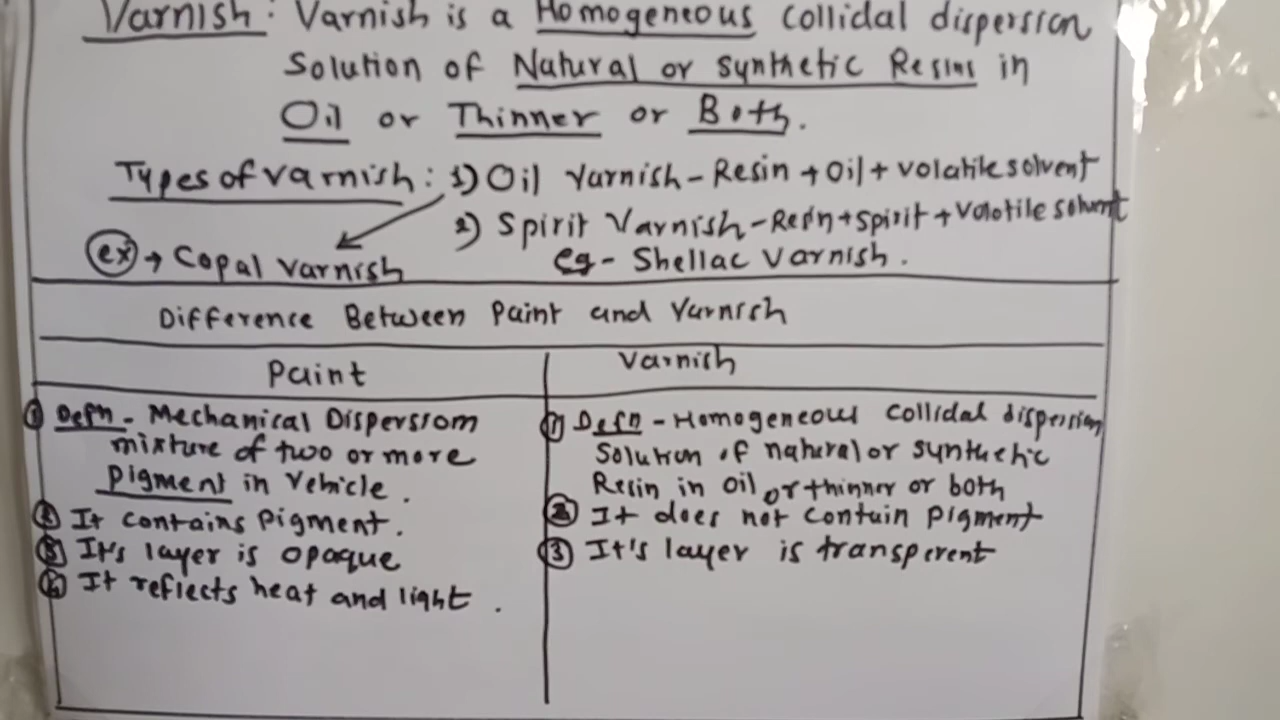 Varnish : Varnish is a Homogeneous collidal dispersion
Solution of Natural or synthetic Resins in
Oil or Thinner or Both.
Types of varnish : 1) Oil Varnish - Resin + Oil + volatile solvent
2) Spirit Varnish - Resin + Spirit + Volatile solvent
ex → Copal varnish
eg - Shellac Varnish.
Difference Between Paint and Varnish
Paint
Varnish
① Defn - Mechanical Disperssion
mixture of two or more
pigment in Vehicle.
② It contains pigment.
③ It's layer is opaque
④ It reflects heat and light.
① Defn - Homogeneous collidal dispersion
Solution of natural or synthetic
Resin in oil or thinner or both
② It does not contain pigment
③ It's layer is transperent